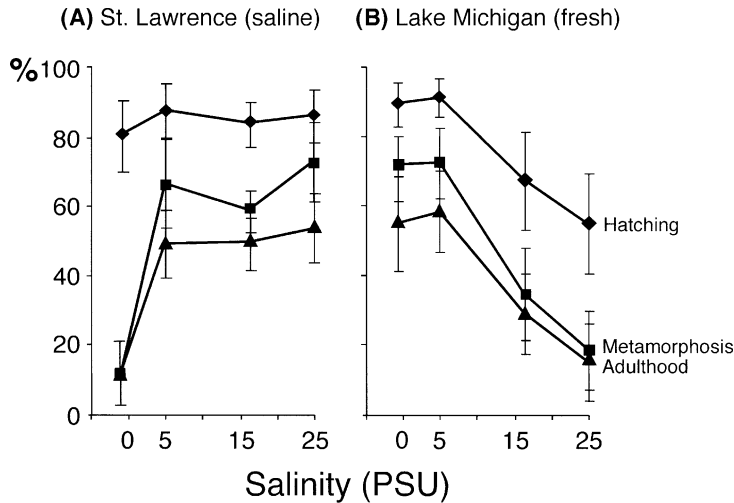 (A) St. Lawrence (saline)
(B) Lake Michigan (fresh)
%
100
80
60
40
20
0
Hatching
Metamorphosis
Adulthood
0 5 15 25
0 5 15 25
Salinity (PSU)